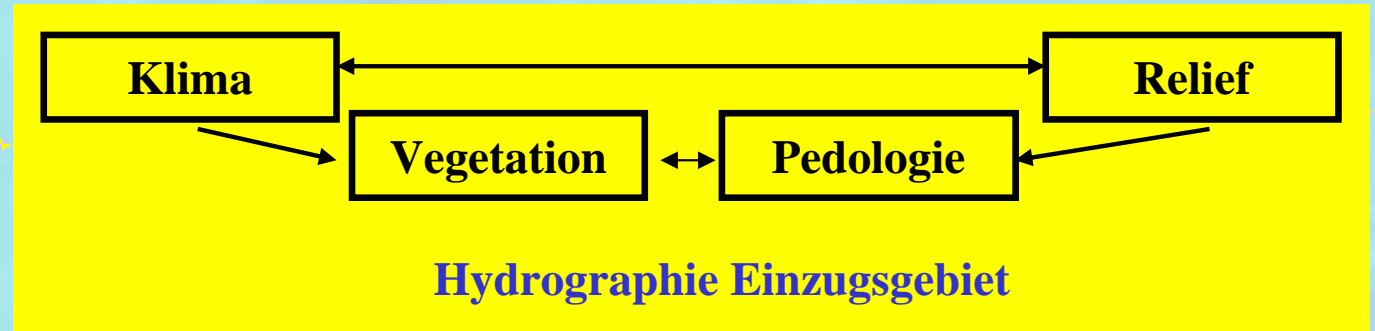 Klima
Relief
Vegetation
Pedologie
Hydrographie Einzugsgebiet